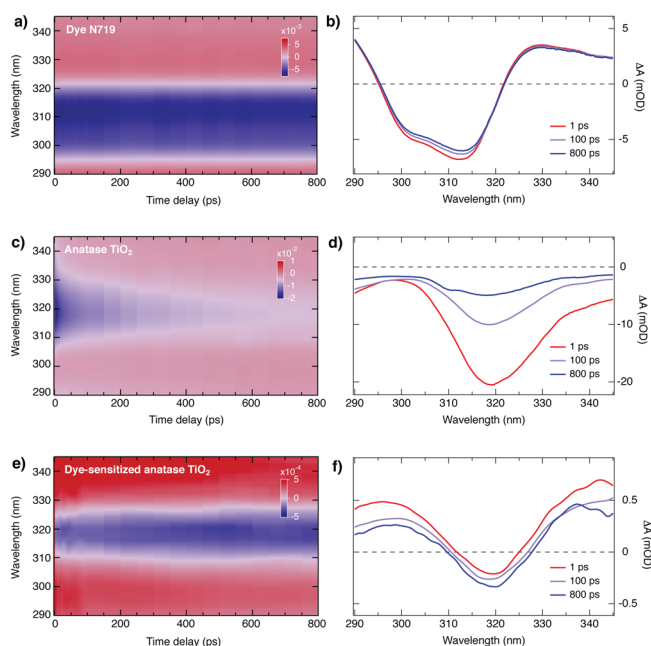 a)
Dye N719
x10⁻³
5
0
-5
340
330
320
310
300
290
Wavelength (nm)
0 200 400 600 800
Time delay (ps)
b)
5
0
-5
ΔA (mOD)
1 ps
100 ps
800 ps
290 300 310 320 330 340
Wavelength (nm)
c)
Anatase TiO₂
x10⁻²
1
0
-1
-2
340
330
320
310
300
290
Wavelength (nm)
0 200 400 600 800
Time delay (ps)
d)
0
-10
-20
ΔA (mOD)
1 ps
100 ps
800 ps
290 300 310 320 330 340
Wavelength (nm)
e)
Dye-sensitized anatase TiO₂
x10⁻⁴
5
0
-5
340
330
320
310
300
290
Wavelength (nm)
0 200 400 600 800
Time delay (ps)
f)
0.5
0
-0.5
ΔA (mOD)
1 ps
100 ps
800 ps
290 300 310 320 330 340
Wavelength (nm)